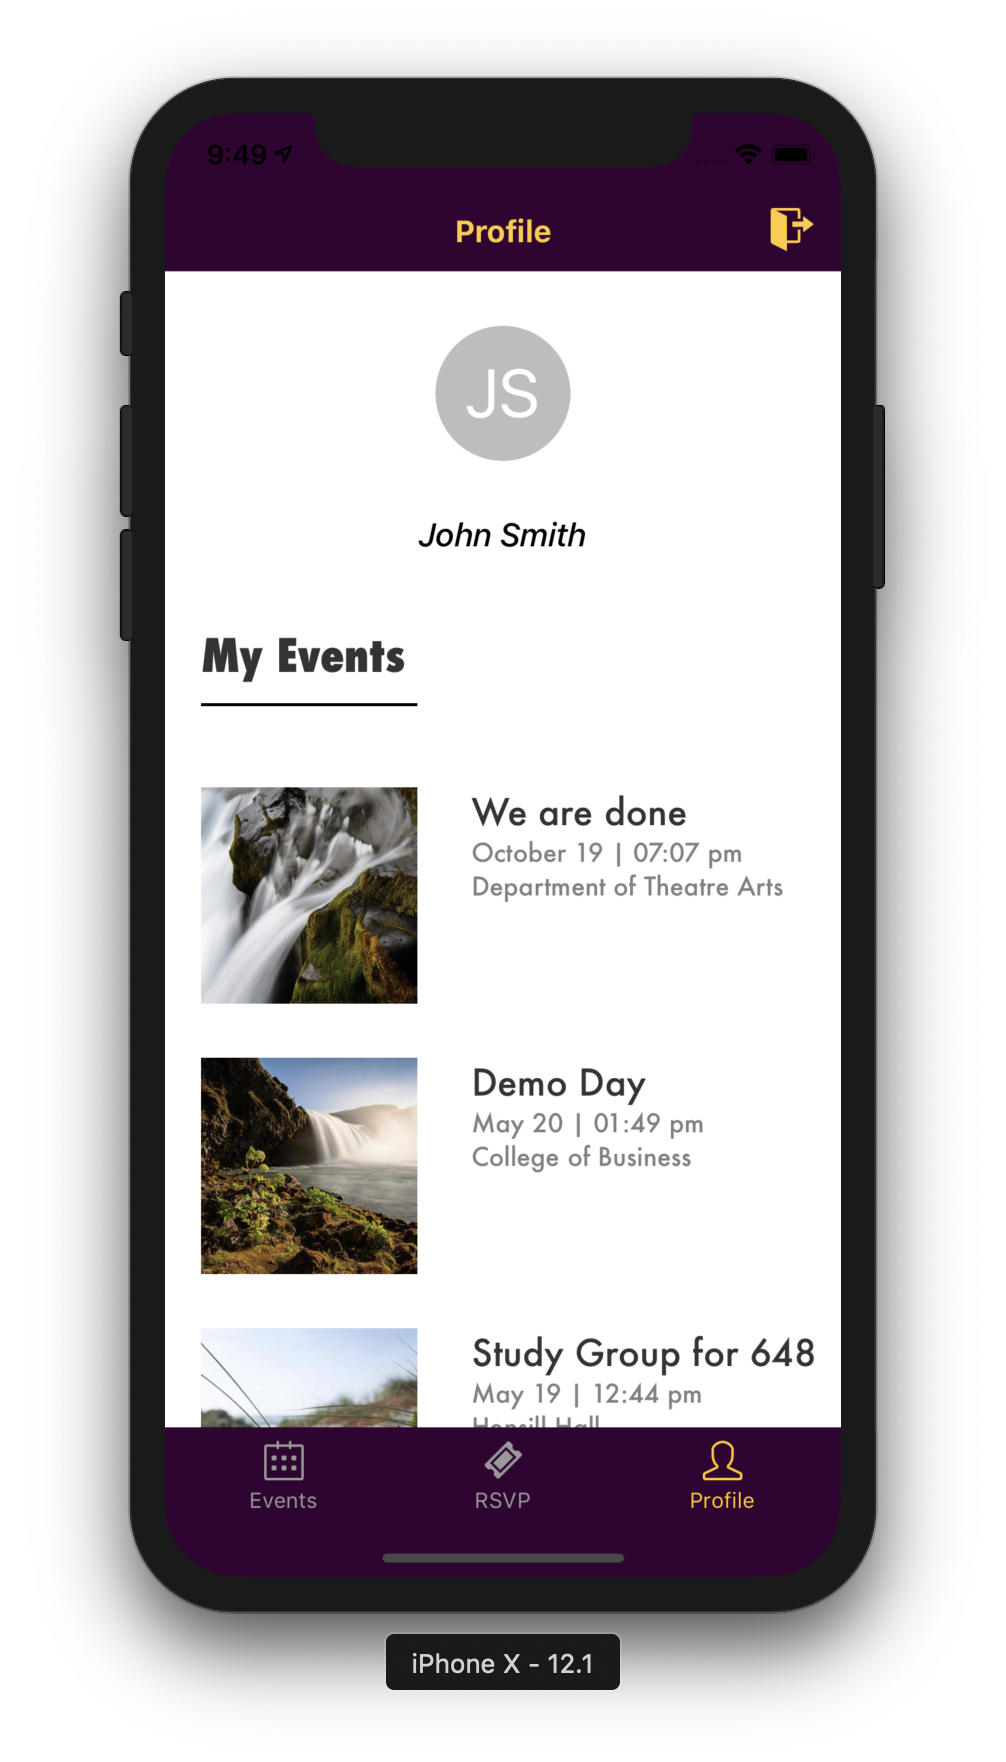 9:49
Profile
JS
John Smith
My Events
We are done
October 19 | 07:07 pm
Department of Theatre Arts
Demo Day
May 20 | 01:49 pm
College of Business
Study Group for 648
May 19 | 12:44 pm
Hensill Hall
Events
RSVP
Profile
iPhone X - 12.1